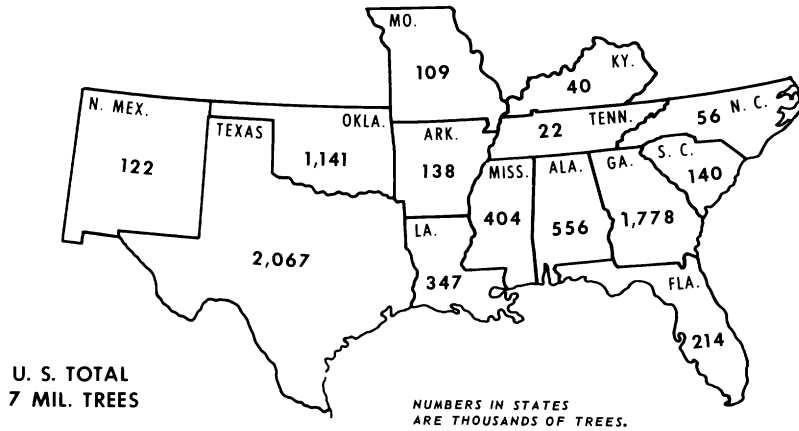 MO.
109
KY.
40
N. MEX.
122
TEXAS
2,067
OKLA.
1,141
ARK.
138
TENN.
22
N. C.
56
S. C.
140
MISS.
404
ALA.
556
GA.
1,778
LA.
347
FLA.
214
U. S. TOTAL
7 MIL. TREES
NUMBERS IN STATES
ARE THOUSANDS OF TREES.